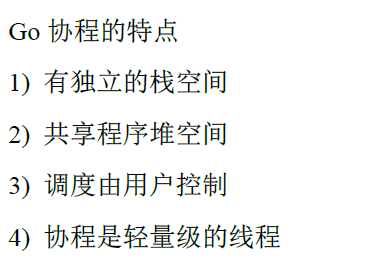 Go 协程的特点
1) 有独立的栈空间
2) 共享程序堆空间
3) 调度由用户控制
4) 协程是轻量级的线程